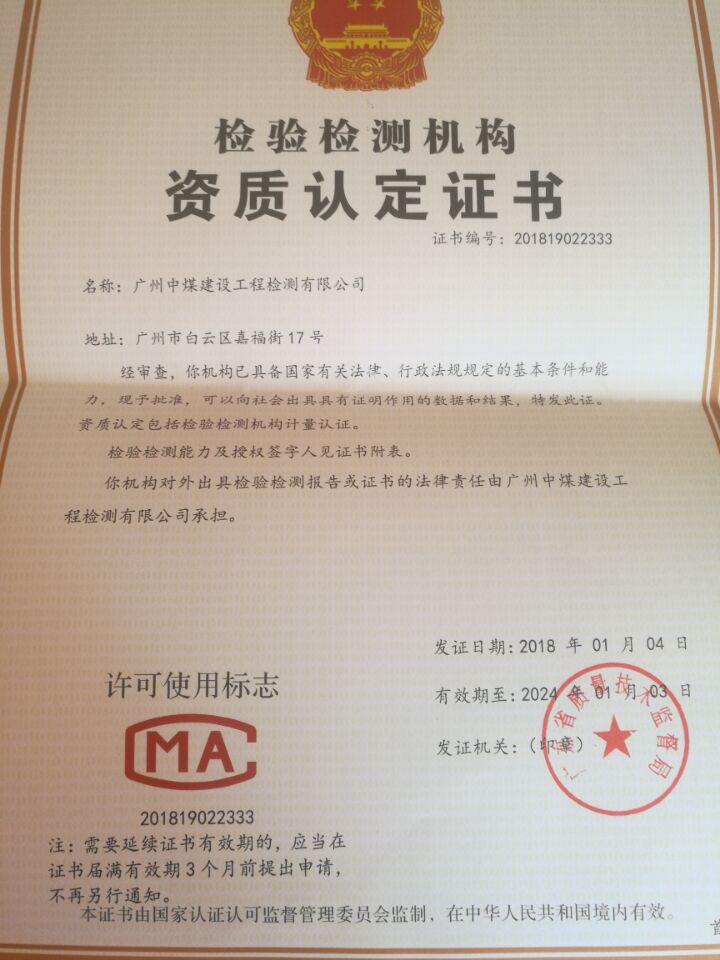 检验检测机构
资质认定证书
证书编号：201819022333
名称：广州中煤建设工程检测有限公司
地址：广州市白云区嘉福街17号
经审查，你机构已具备国家有关法律、行政法规规定的基本条件和能
力，现予批准，可以向社会出具具有证明作用的数据和结果，特发此证。
资质认定包括检验检测机构计量认证。
检验检测能力及授权签字人见证书附表。
你机构对外出具检验检测报告或证书的法律责任由广州中煤建设工
程检测有限公司承担。
发证日期：2018 年 01 月 04 日
许可使用标志
有效期至：2024 年 01 月 03 日
发证机关：（印章）
广东省质量技术监督局
MA
201819022333
注：需要延续证书有效期的，应当在
证书届满有效期3个月前提出申请，
不再另行通知。
本证书由国家认证认可监督管理委员会监制，在中华人民共和国境内有效。